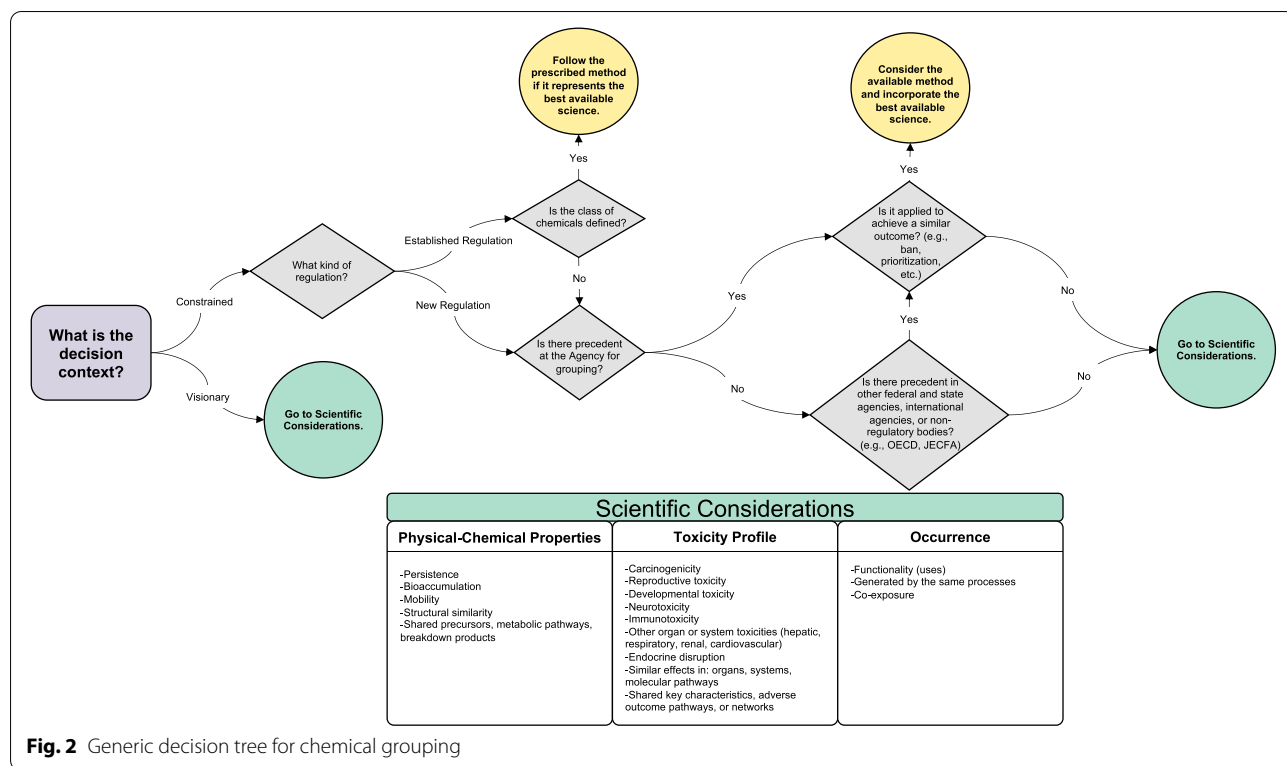 Follow the
prescribed method
if it represents the
best available
science.
Consider the
available method
and incorporate the
best available
science.
Yes
Yes
Is the class of
chemicals defined?
Is it applied to
achieve a similar
outcome? (e.g.,
ban,
prioritization,
etc.)
Established Regulation
What kind of
regulation?
No
Constrained
New Regulation
Yes
No
Yes
What is the
decision
context?
Is there precedent
at the Agency for
grouping?
Go to Scientific
Considerations.
Visionary
No
No
Is there precedent in
other federal and state
agencies, international
agencies, or non-
regulatory bodies?
(e.g., OECD, JECFA)
Go to Scientific
Considerations.
Scientific Considerations
Physical-Chemical Properties
-Persistence
-Bioaccumulation
-Mobility
-Structural similarity
-Shared precursors, metabolic pathways,
breakdown products
Toxicity Profile
-Carcinogenicity
-Reproductive toxicity
-Developmental toxicity
-Neurotoxicity
-Immunotoxicity
-Other organ or system toxicities (hepatic,
respiratory, renal, cardiovascular)
-Endocrine disruption
-Similar effects in: organs, systems,
molecular pathways
-Shared key characteristics, adverse
outcome pathways, or networks
Occurrence
-Functionality (uses)
-Generated by the same processes
-Co-exposure
Fig. 2 Generic decision tree for chemical grouping